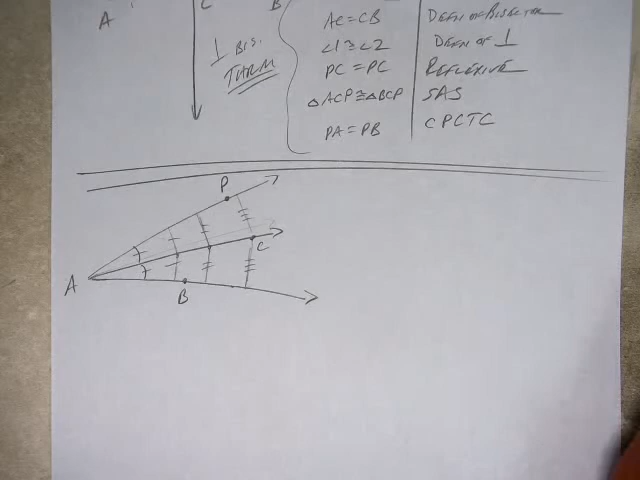 A C B
⊥ BIS.
THRM
AC = CB DEFN OF BISECTOR
∠1 ≅ ∠2 DEFN OF ⊥
PC = PC REFLEXIVE
△ACP ≅ △BCP SAS
PA = PB CPCTC
P
C
A
B